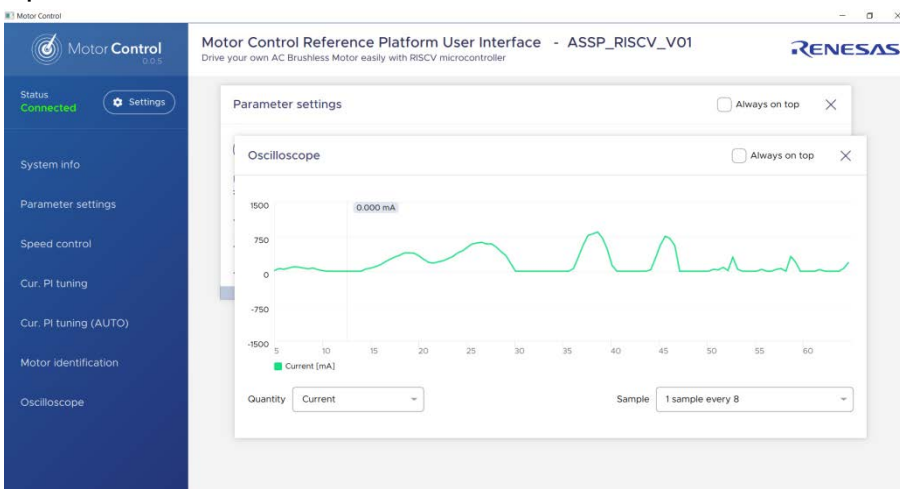 Motor Control
Motor Control
0.0.5
Motor Control Reference Platform User Interface - ASSP_RISCV_V01
Drive your own AC Brushless Motor easily with RISCV microcontroller
RENESAS
Status
Connected
Settings
System info
Parameter settings
Speed control
Cur. PI tuning
Cur. PI tuning (AUTO)
Motor identification
Oscilloscope
Parameter settings
Always on top
Oscilloscope
Always on top
0.000 mA
1500
750
0
-750
-1500
5 10 15 20 25 30 35 40 45 50 55 60
Current [mA]
Quantity Current
Sample 1 sample every 8